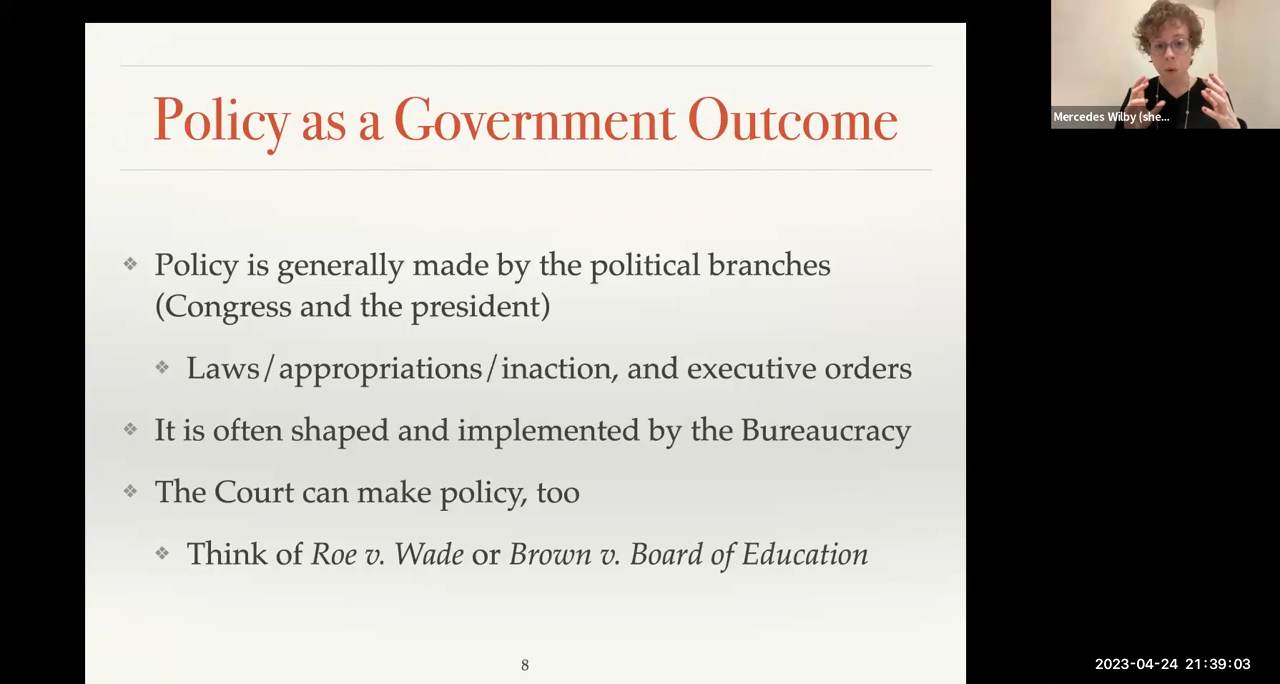 Policy as a Government Outcome
❖ Policy is generally made by the political branches
(Congress and the president)
❖ Laws/appropriations/inaction, and executive orders
❖ It is often shaped and implemented by the Bureaucracy
❖ The Court can make policy, too
❖ Think of Roe v. Wade or Brown v. Board of Education
8
Mercedes Wilby (she...
2023-04-24 21:39:03